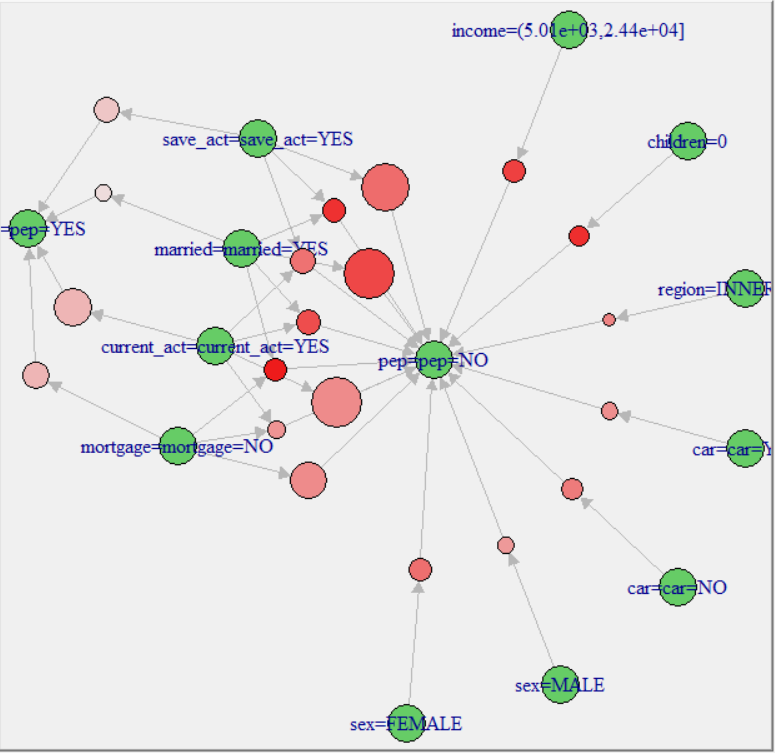 income=(5.01e+03,2.44e+04]
save_act=save_act=YES
children=0
=pep=YES
married=married=YES
region=INNER
current_act=current_act=YES
pep=pep=NO
mortgage=mortgage=NO
car=car=Y
car=car=NO
sex=MALE
sex=FEMALE